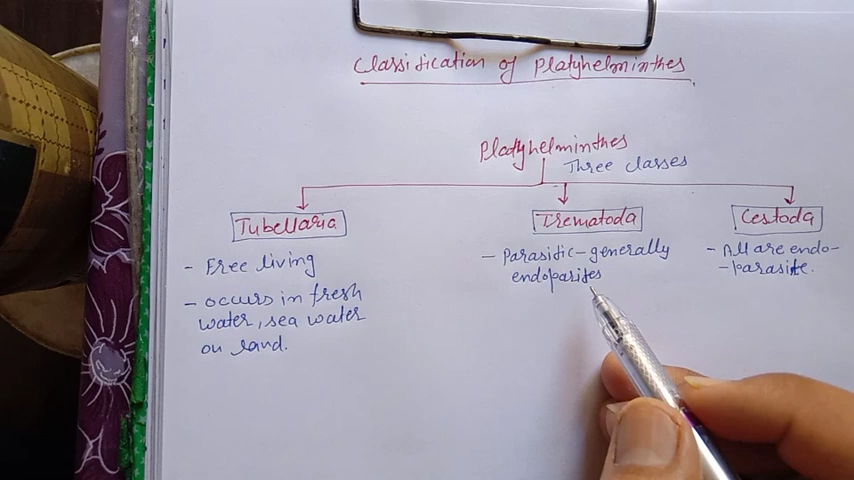 Classification of Platyhelminthes
Platyhelminthes
Three classes
Tubellaria
- Free living
- occurs in fresh
water, sea water
on land.
Trematoda
- Parasitic - generally
endoparsites
Cestoda
- All are endo-
-parasite.